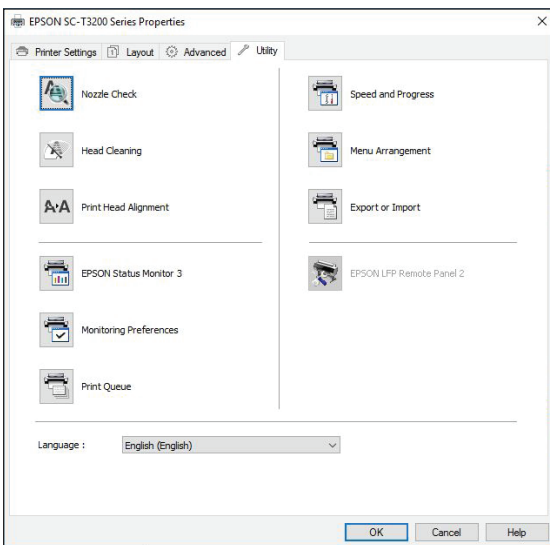 EPSON SC-T3200 Series Properties
Printer Settings
1
Layout
Advanced
Utility
Nozzle Check
Head Cleaning
A A
Print Head Alignment
EPSON Status Monitor 3
Monitoring Preferences
Print Queue
Speed and Progress
Menu Arrangement
Export or Import
EPSON LFP Remote Panel 2
Language :
English (English)
OK
Cancel
Help